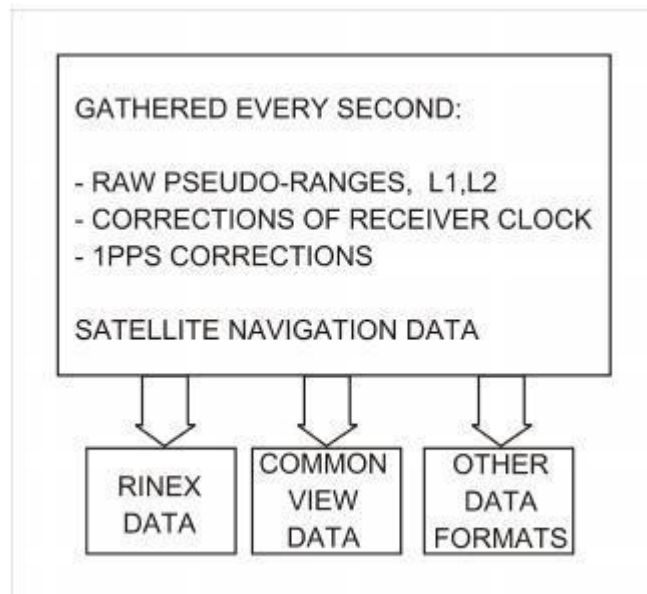 GATHERED EVERY SECOND:
- RAW PSEUDO-RANGES, L1,L2
- CORRECTIONS OF RECEIVER CLOCK
- 1PPS CORRECTIONS
SATELLITE NAVIGATION DATA
RINEX
DATA
COMMON
VIEW
DATA
OTHER
DATA
FORMATS